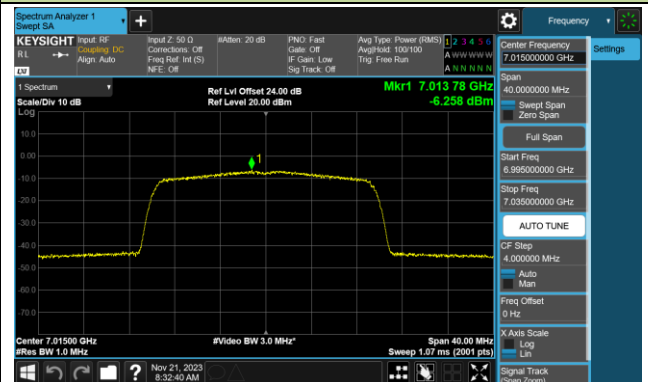 Spectrum Analyzer 1
Swept SA
Frequency
KEYSIGHT
RL
Input: RF
Coupling: DC
Align: Auto
Input Z: 50 Ω
Corrections: Off
Freq Ref: Int (S)
NFE: Off
#Atten: 20 dB
PNO: Fast
Gate: Off
IF Gain: Low
Sig Track: Off
Avg Type: Power (RMS)
Avg|Hold: 100/100
Trig: Free Run
1 2 3 4 5 6
A W W W W W
A N N N N N
1 Spectrum
Scale/Div 10 dB
Ref Lvl Offset 24.00 dB
Ref Level 20.00 dBm
Mkr1 7.013 78 GHz
-6.258 dBm
Log
10.0
0.00
-10.0
-20.0
-30.0
-40.0
-50.0
-60.0
-70.0
1
Center 7.01500 GHz
#Res BW 1.0 MHz
#Video BW 3.0 MHz*
Span 40.00 MHz
Sweep 1.07 ms (2001 pts)
Nov 21, 2023
8:32:40 AM
Center Frequency
7.015000000 GHz
Settings
Span
40.0000000 MHz
Swept Span
Zero Span
Full Span
Start Freq
6.995000000 GHz
Stop Freq
7.035000000 GHz
AUTO TUNE
CF Step
4.000000 MHz
Auto
Man
Freq Offset
0 Hz
X Axis Scale
Log
Lin
Signal Track
(Span Zoom)